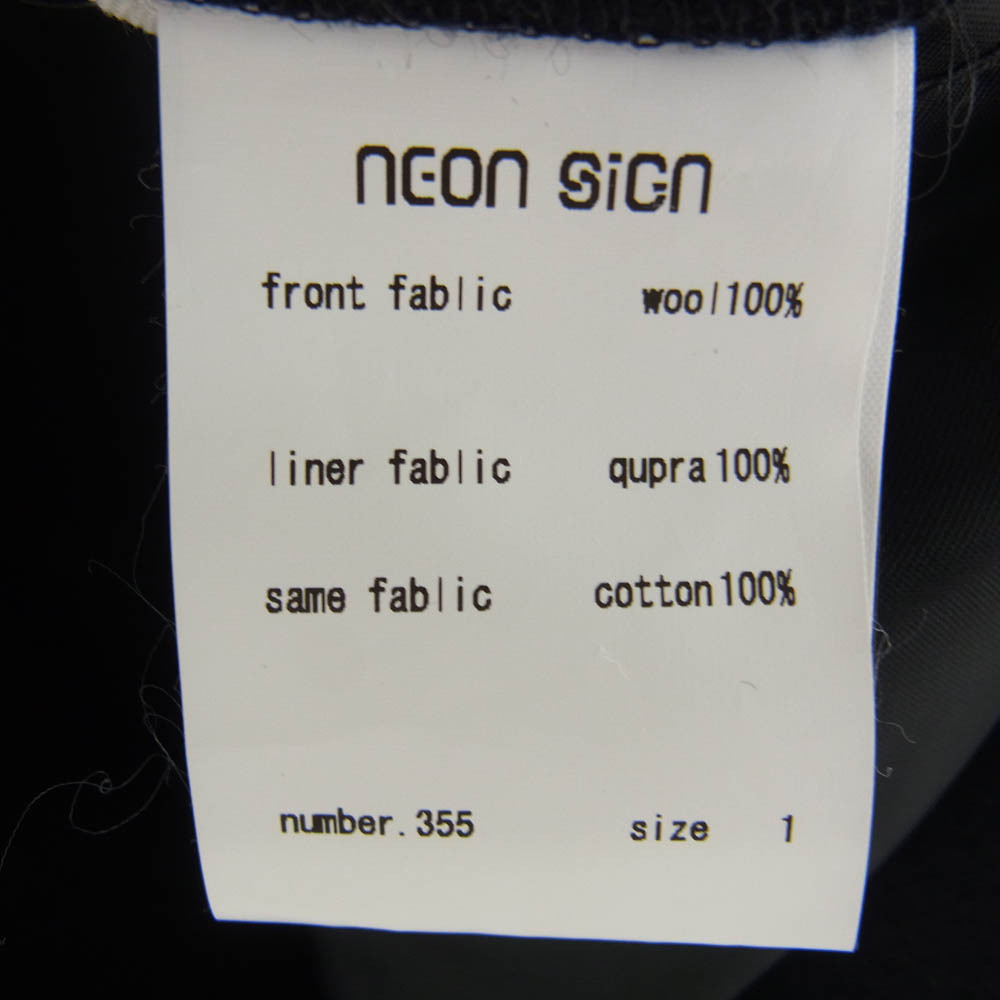 NEON SiGN
front fablic wool100%
liner fablic qupra100%
same fablic cotton100%
number.355 size 1